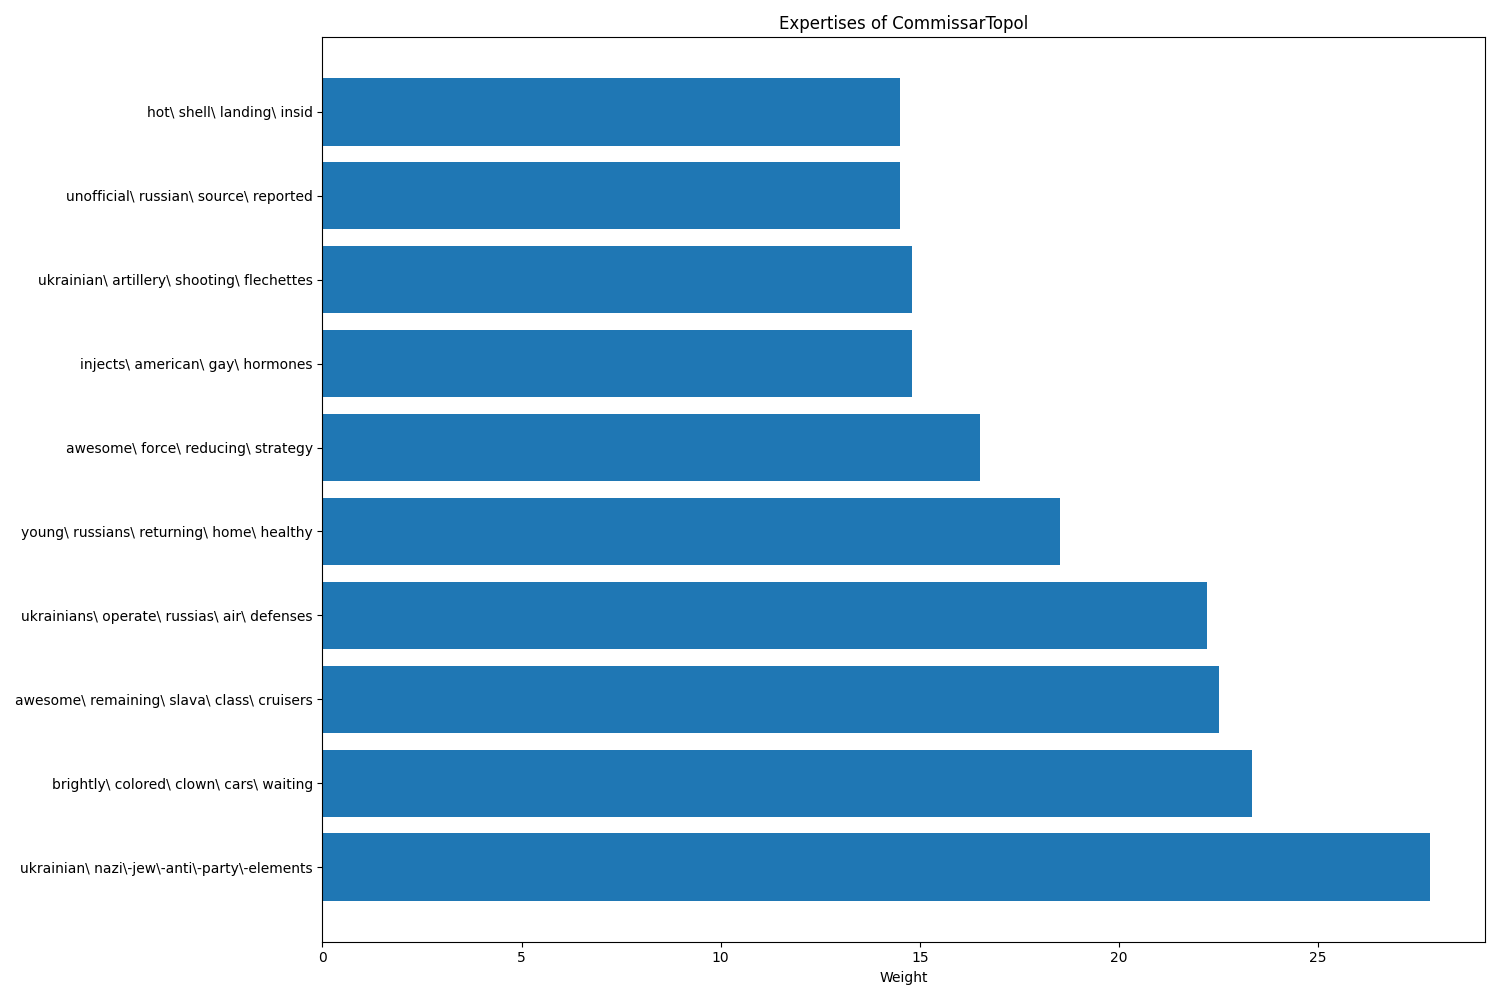 Expertises of CommissarTopol
hot\ shell\ landing\ insid
unofficial\ russian\ source\ reported
ukrainian\ artillery\ shooting\ flechettes
injects\ american\ gay\ hormones
awesome\ force\ reducing\ strategy
young\ russians\ returning\ home\ healthy
ukrainians\ operate\ russias\ air\ defenses
awesome\ remaining\ slava\ class\ cruisers
brightly\ colored\ clown\ cars\ waiting
ukrainian\ nazi\-jew\-anti\-party\-elements
0 5 10 15 20 25
Weight